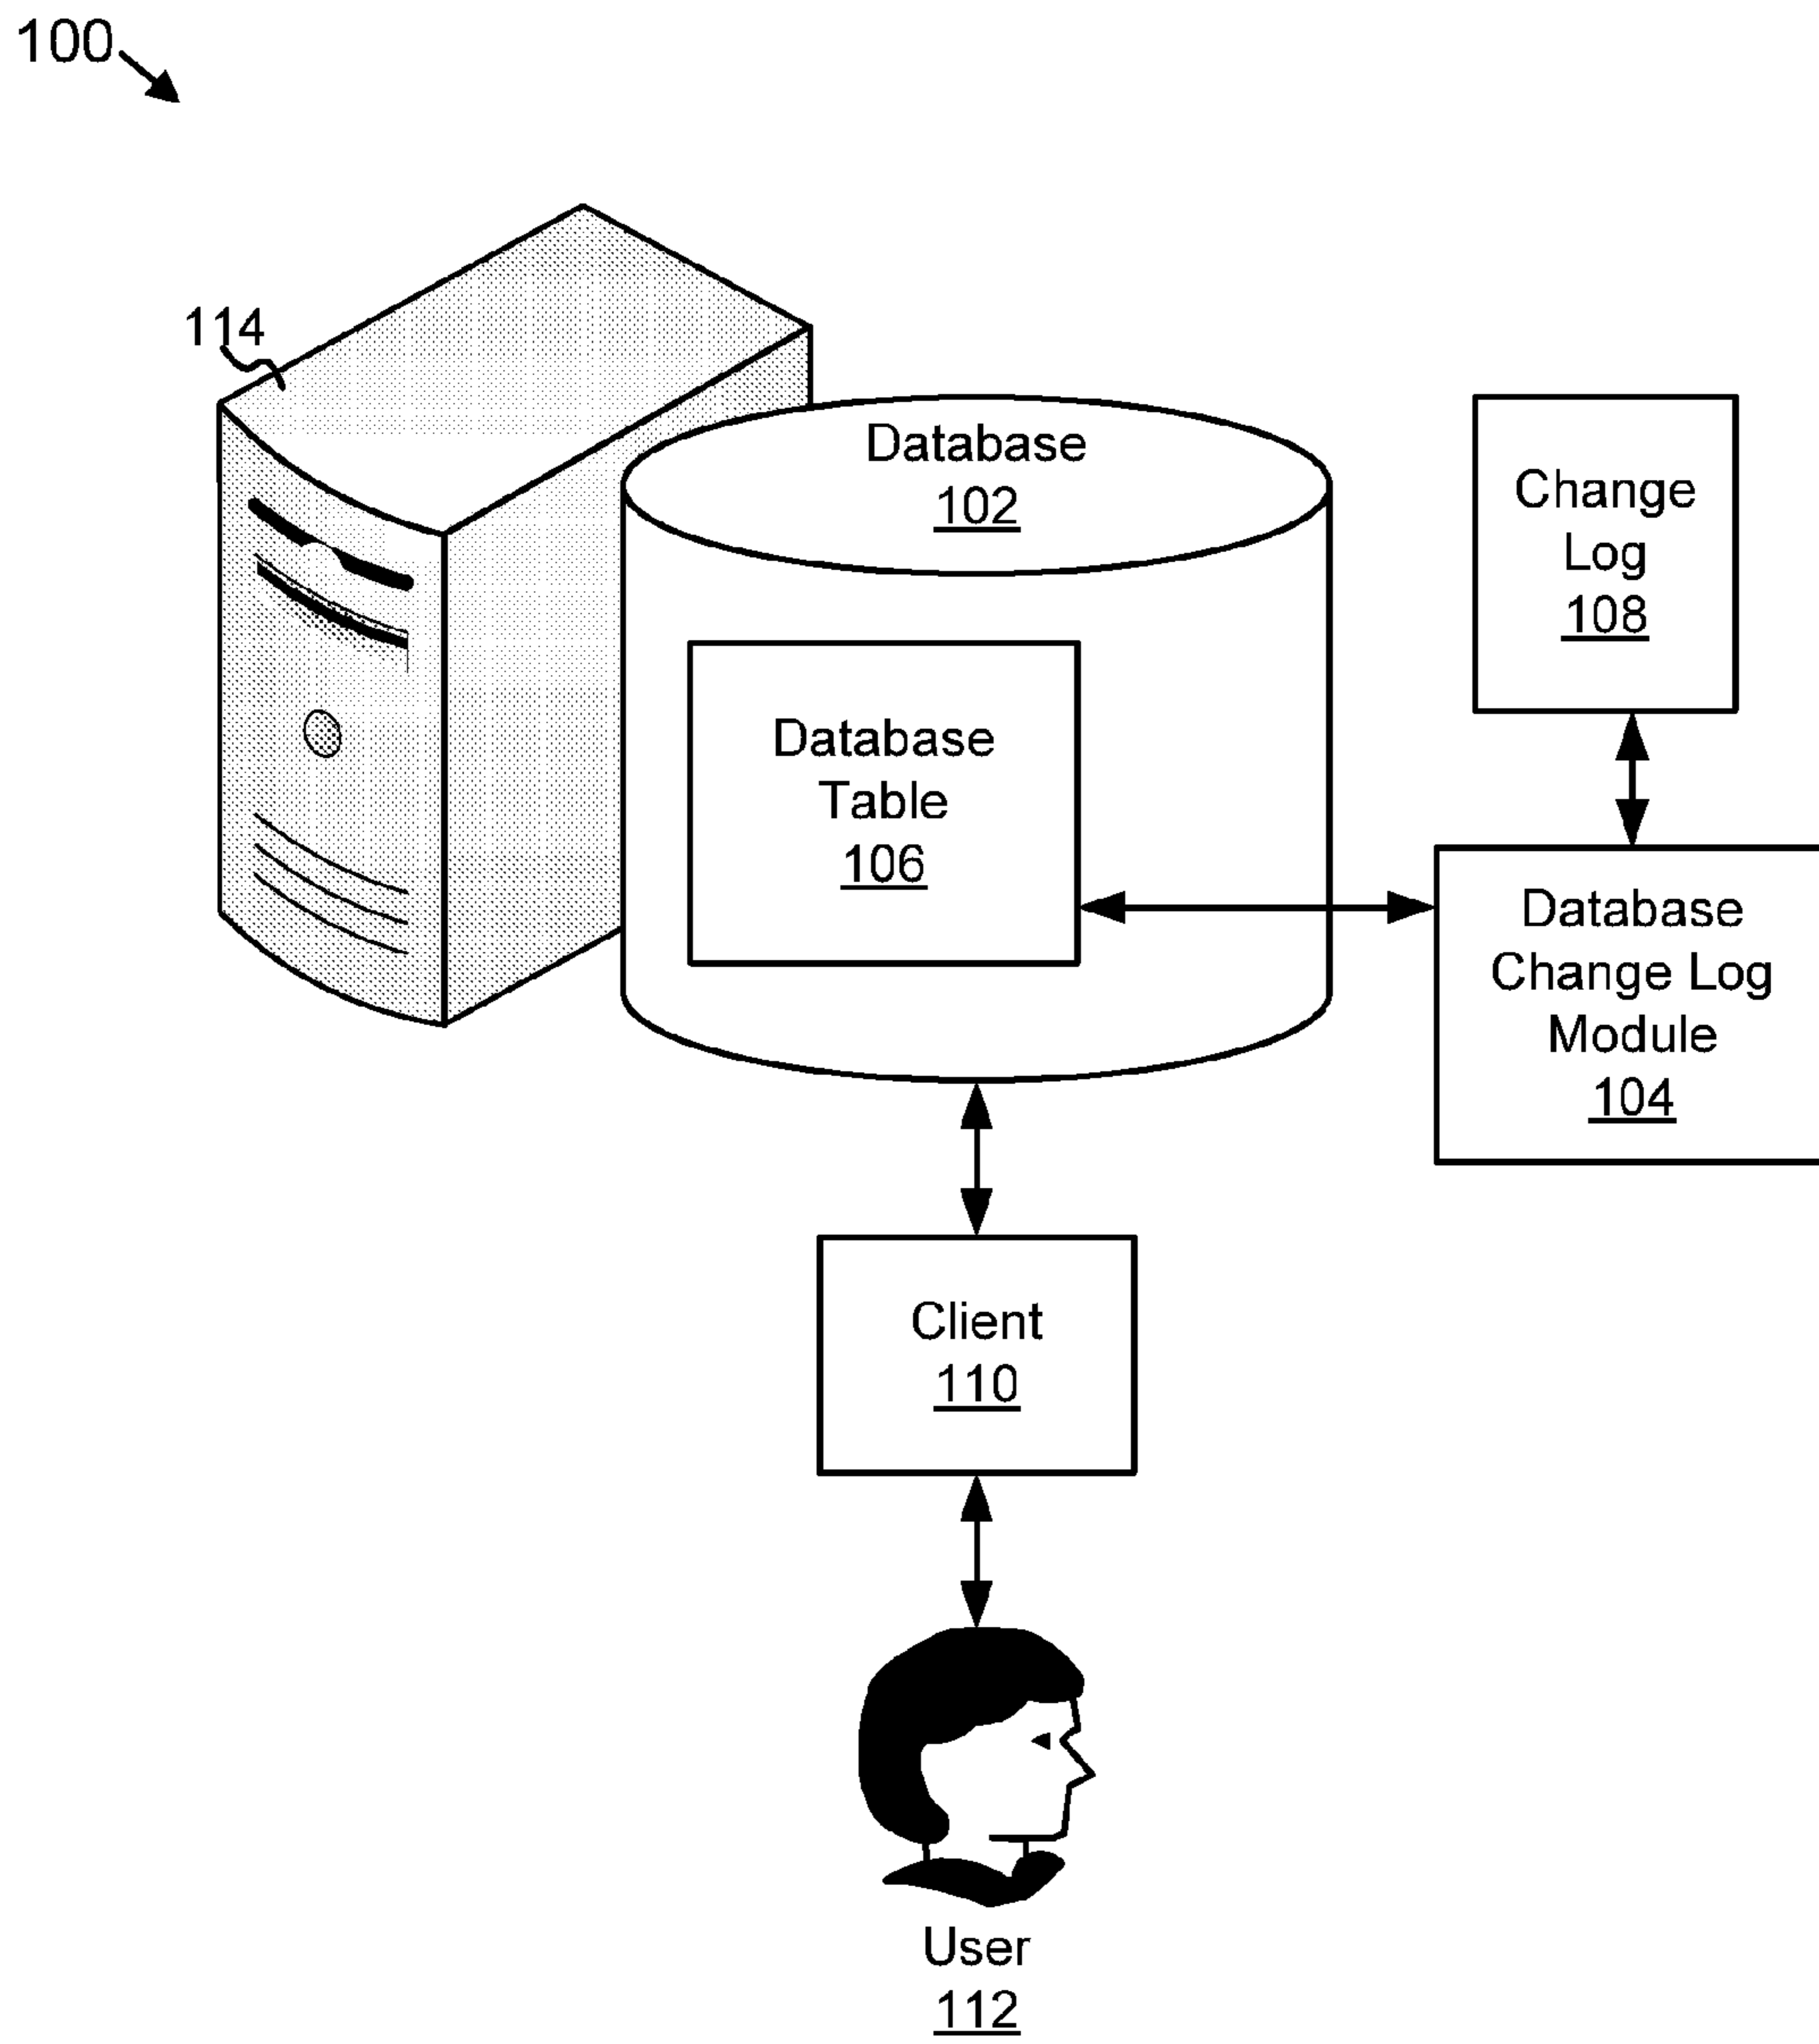 100
114
Database
102
Change
Log
108
Database
Table
106
Database
Change Log
Module
104
Client
110
User
112